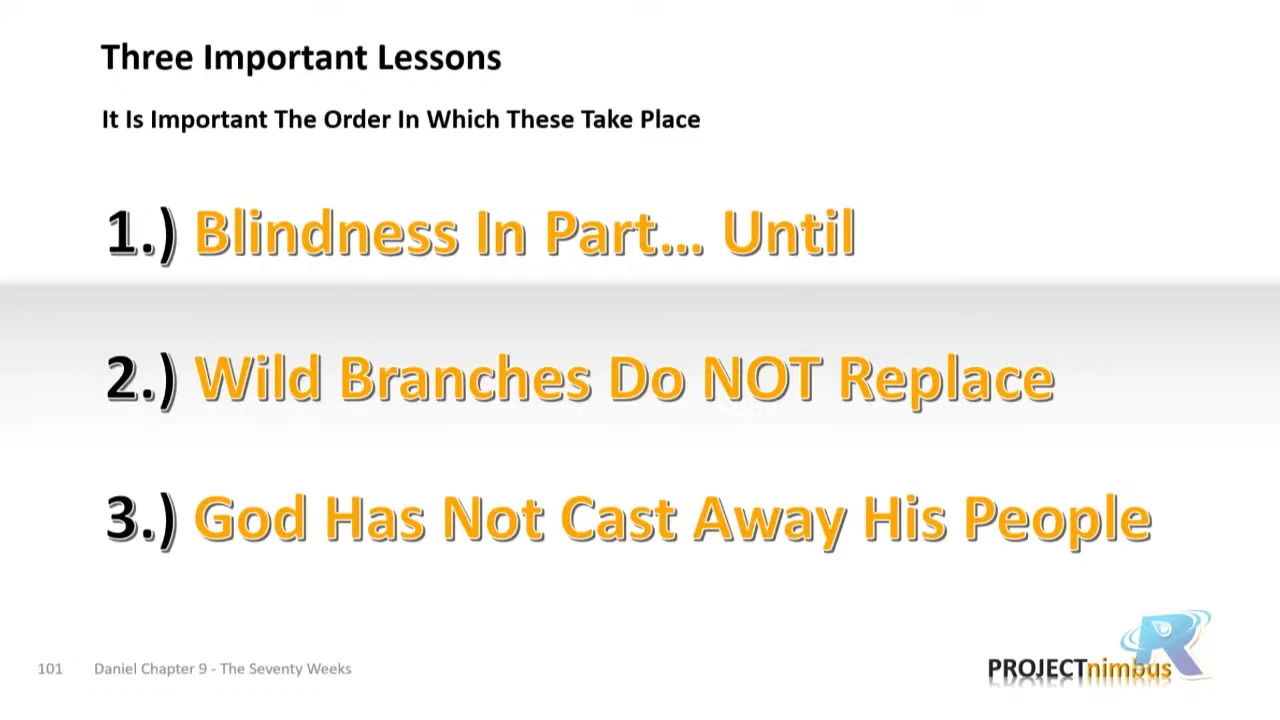 Three Important Lessons
It Is Important The Order In Which These Take Place
1.) Blindness In Part... Until
2.) Wild Branches Do NOT Replace
3.) God Has Not Cast Away His People
101 Daniel Chapter 9 - The Seventy Weeks
PROJECTnimbus
R